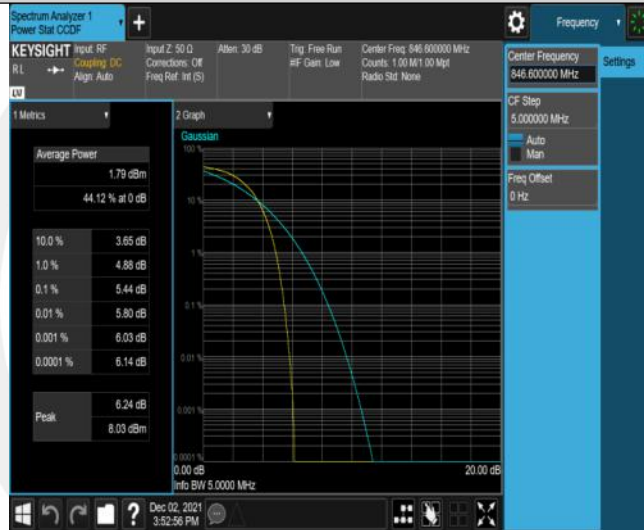 Spectrum Analyzer 1
Power Stat CCDF
+
Frequency
KEYSIGHT
RL
LXI
Input: RF
Coupling: DC
Align: Auto
Input Z: 50 Ω
Corrections: Off
Freq Ref: Int (S)
Atten: 30 dB
Trig: Free Run
#IF Gain: Low
Center Freq: 846.600000 MHz
Counts: 1.00 M/1.00 Mpt
Radio Std: None
Center Frequency
846.600000 MHz
Settings
CF Step
5.000000 MHz
Auto
Man
Freq Offset
0 Hz
1 Metrics
Average Power
1.79 dBm
44.12 % at 0 dB
10.0 % 3.65 dB
1.0 % 4.88 dB
0.1 % 5.44 dB
0.01 % 5.80 dB
0.001 % 6.03 dB
0.0001 % 6.14 dB
Peak
6.24 dB
8.03 dBm
2 Graph
Gaussian
100 %
10 %
1 %
0.1 %
0.01 %
0.001 %
0.0001 %
0.00 dB 20.00 dB
Info BW 5.0000 MHz
?
Dec 02, 2021
3:52:56 PM